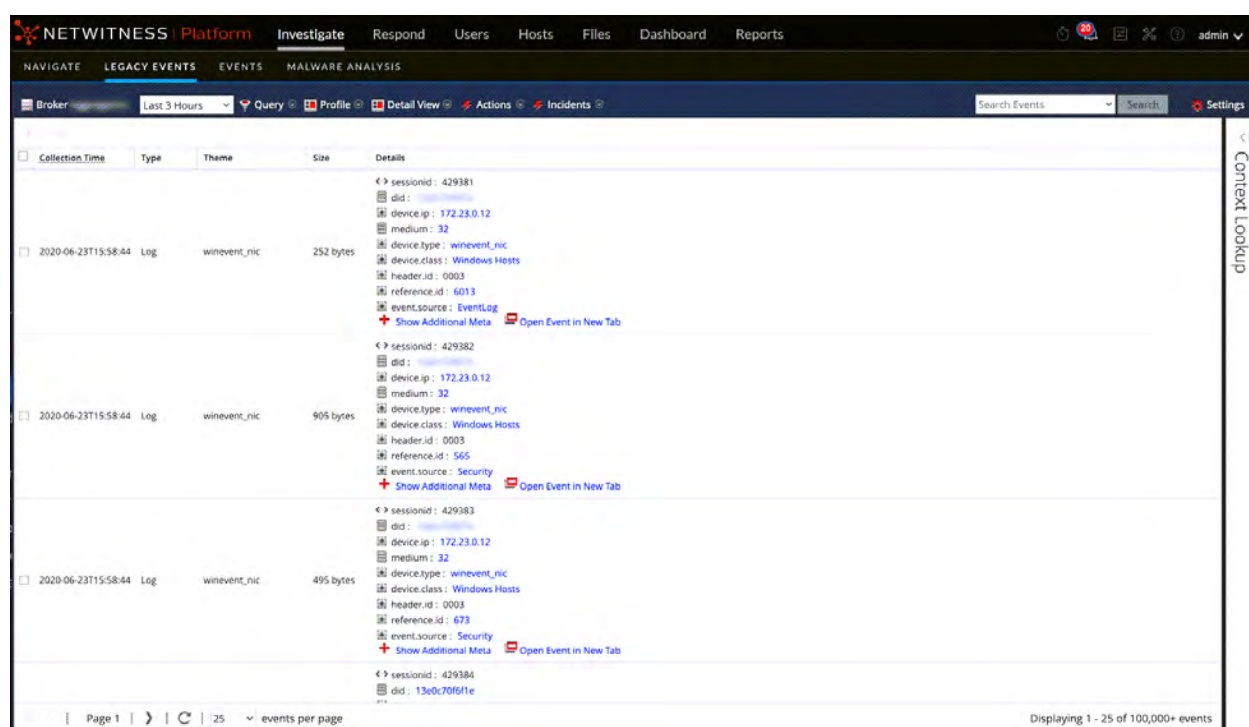 NETWITNESS Platform Investigate Respond Users Hosts Files Dashboard Reports 20 admin
NAVIGATE LEGACY EVENTS EVENTS MALWARE ANALYSIS
Broker Last 3 Hours Query Profile Detail View Actions Incidents Search Events Search Settings
Collection Time Type Theme Size Details
Context Lookup
sessionid : 429381
did :
device.ip : 172.23.0.12
medium : 32
device.type : winevent_nic
2020-06-23T15:58:44 Log winevent_nic 252 bytes
device.class : Windows Hosts
header.id : 0003
reference.id : 6013
event.source : EventLog
Show Additional Meta Open Event in New Tab
sessionid : 429382
did :
device.ip : 172.23.0.12
medium : 32
device.type : winevent_nic
2020-06-23T15:58:44 Log winevent_nic 905 bytes
device.class : Windows Hosts
header.id : 0003
reference.id : 565
event.source : Security
Show Additional Meta Open Event in New Tab
sessionid : 429383
did :
device.ip : 172.23.0.12
medium : 32
device.type : winevent_nic
2020-06-23T15:58:44 Log winevent_nic 495 bytes
device.class : Windows Hosts
header.id : 0003
reference.id : 673
event.source : Security
Show Additional Meta Open Event in New Tab
sessionid : 429384
did : 13e0c70f6f1e
Page 1 25 events per page Displaying 1 - 25 of 100,000+ events